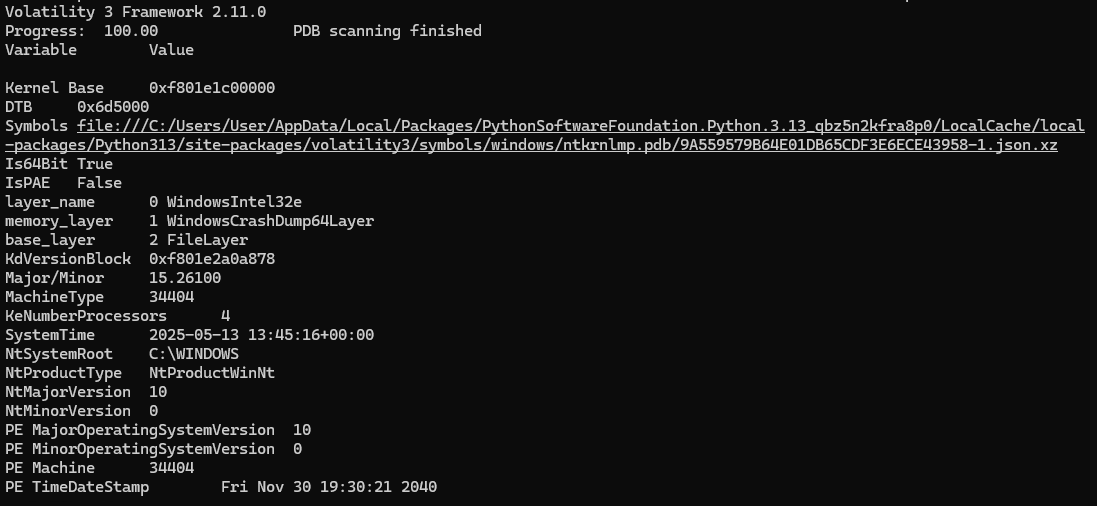 Volatility 3 Framework 2.11.0
Progress:  100.00               PDB scanning finished
Variable        Value
Kernel Base     0xf801e1c00000
DTB     0x6d5000
Symbols file:///C:/Users/User/AppData/Local/Packages/PythonSoftwareFoundation.Python.3.13_qbz5n2kfra8p0/LocalCache/local
-packages/Python313/site-packages/volatility3/symbols/windows/ntkrnlmp.pdb/9A559579B64E01DB65CDF3E6ECE43958-1.json.xz
Is64Bit True
IsPAE   False
layer_name      0 WindowsIntel32e
memory_layer    1 WindowsCrashDump64Layer
base_layer      2 FileLayer
KdVersionBlock  0xf801e2a0a878
Major/Minor     15.26100
MachineType     34404
KeNumberProcessors      4
SystemTime      2025-05-13 13:45:16+00:00
NtSystemRoot    C:\WINDOWS
NtProductType   NtProductWinNt
NtMajorVersion  10
NtMinorVersion  0
PE MajorOperatingSystemVersion  10
PE MinorOperatingSystemVersion  0
PE Machine      34404
PE TimeDateStamp        Fri Nov 30 19:30:21 2040